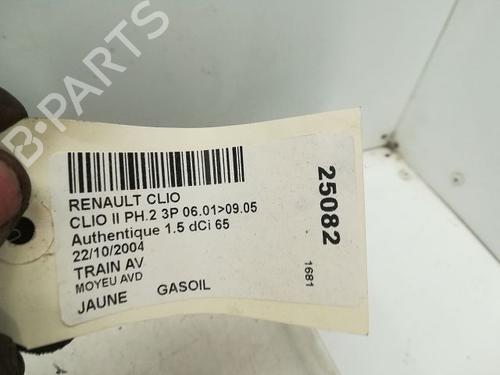 B-PARTS
RENAULT CLIO
CLIO II PH.2 3P 06.01>09.05
Authentique 1.5 dCi 65
22/10/2004
TRAIN AV
MOYEU AVD
JAUNE GASOIL
25082
1681